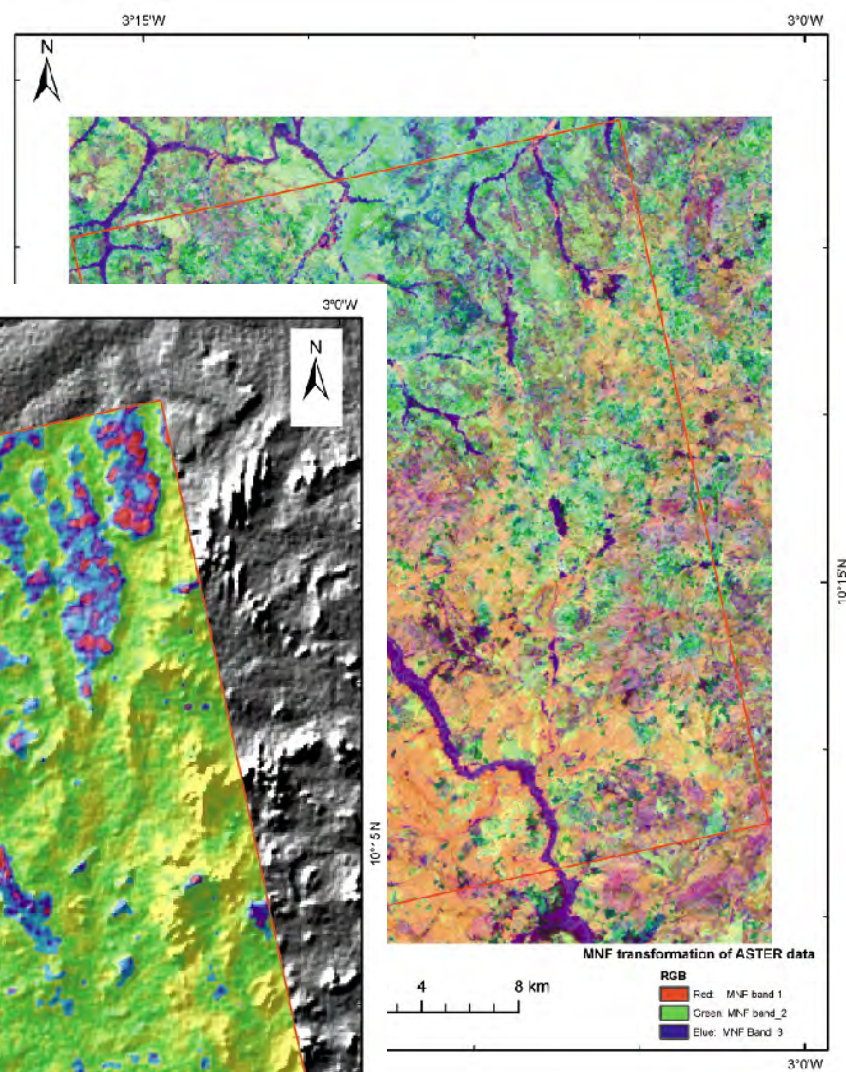 3°15'W
3°0'W
N
3°0'W
N
10°15'N
10°15'N
MNF transformation of ASTER data
RGB
4
8 km
Red: MNF band 1
Green: MNF band_2
Blue: MNF Band 3
3°0'W